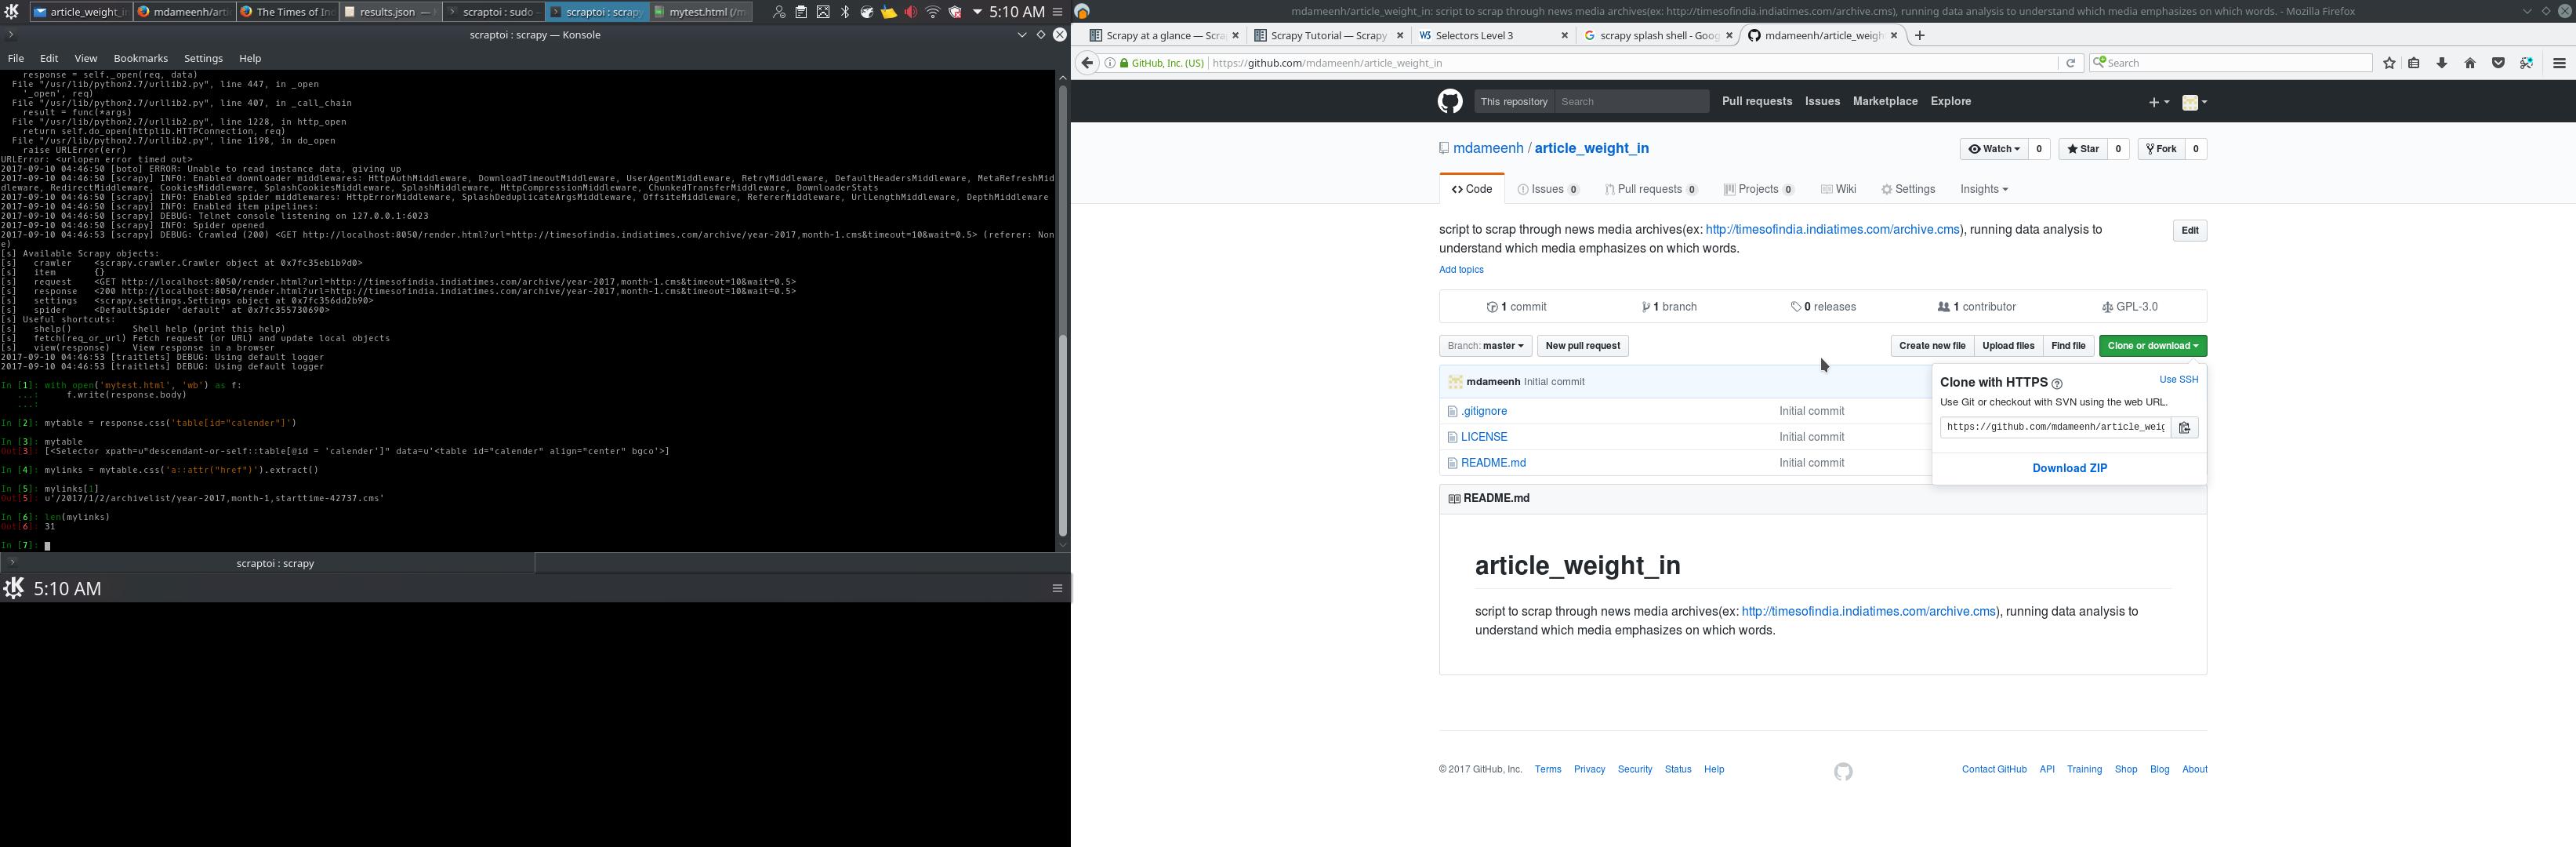 article_weight_i
mdameenh/arti
The Times of In
results.json —
scraptoi : sudo
scraptoi : scrapy
mytest.html (/m
5:10 AM
scraptoi : scrapy — Konsole
File Edit View Bookmarks Settings Help
response = self._open(req, data)
File "/usr/lib/python2.7/urllib2.py", line 447, in _open
'_open', req)
File "/usr/lib/python2.7/urllib2.py", line 407, in _call_chain
result = func(*args)
File "/usr/lib/python2.7/urllib2.py", line 1228, in http_open
return self.do_open(httplib.HTTPConnection, req)
File "/usr/lib/python2.7/urllib2.py", line 1198, in do_open
raise URLError(err)
URLError: <urlopen error timed out>
2017-09-10 04:46:50 [boto] ERROR: Unable to read instance data, giving up
2017-09-10 04:46:50 [scrapy] INFO: Enabled downloader middlewares: HttpAuthMiddleware, DownloadTimeoutMiddleware, UserAgentMiddleware, RetryMiddleware, DefaultHeadersMiddleware, MetaRefreshMid
dleware, RedirectMiddleware, CookiesMiddleware, SplashCookiesMiddleware, SplashMiddleware, HttpCompressionMiddleware, ChunkedTransferMiddleware, DownloaderStats
2017-09-10 04:46:50 [scrapy] INFO: Enabled spider middlewares: HttpErrorMiddleware, SplashDeduplicateArgsMiddleware, OffsiteMiddleware, RefererMiddleware, UrlLengthMiddleware, DepthMiddleware
2017-09-10 04:46:50 [scrapy] INFO: Enabled item pipelines:
2017-09-10 04:46:50 [scrapy] DEBUG: Telnet console listening on 127.0.0.1:6023
2017-09-10 04:46:50 [scrapy] INFO: Spider opened
2017-09-10 04:46:53 [scrapy] DEBUG: Crawled (200) <GET http://localhost:8050/render.html?url=http://timesofindia.indiatimes.com/archive/year-2017,month-1.cms&timeout=10&wait=0.5> (referer: Non
e)
[s] Available Scrapy objects:
[s] crawler <scrapy.crawler.Crawler object at 0x7fc35eb1b9d0>
[s] item {}
[s] request <GET http://localhost:8050/render.html?url=http://timesofindia.indiatimes.com/archive/year-2017,month-1.cms&timeout=10&wait=0.5>
[s] response <200 http://localhost:8050/render.html?url=http://timesofindia.indiatimes.com/archive/year-2017,month-1.cms&timeout=10&wait=0.5>
[s] settings <scrapy.settings.Settings object at 0x7fc356dd2b90>
[s] spider <DefaultSpider 'default' at 0x7fc355730690>
[s] Useful shortcuts:
[s] shelp() Shell help (print this help)
[s] fetch(req_or_url) Fetch request (or URL) and update local objects
[s] view(response) View response in a browser
2017-09-10 04:46:53 [traitlets] DEBUG: Using default logger
2017-09-10 04:46:53 [traitlets] DEBUG: Using default logger
In [1]: with open('mytest.html', 'wb') as f:
...: f.write(response.body)
...:
In [2]: mytable = response.css('table[id="calender"]')
In [3]: mytable
Out[3]: [<Selector xpath=u"descendant-or-self::table[@id = 'calender']" data=u'<table id="calender" align="center" bgco'>]
In [4]: mylinks = mytable.css('a::attr("href")').extract()
In [5]: mylinks[1]
Out[5]: u'/2017/1/2/archivelist/year-2017,month-1,starttime-42737.cms'
In [6]: len(mylinks)
Out[6]: 31
In [7]:
scraptoi : scrapy
5:10 AM
mdameenh/article_weight_in: script to scrap through news media archives(ex: http://timesofindia.indiatimes.com/archive.cms), running data analysis to understand which media emphasizes on which words. - Mozilla Firefox
Scrapy at a glance — Scra
Scrapy Tutorial — Scrapy
W3 Selectors Level 3
scrapy splash shell - Goog
mdameenh/article_weigh
GitHub, Inc. (US) https://github.com/mdameenh/article_weight_in
Search
This repository Search Pull requests Issues Marketplace Explore
mdameenh / article_weight_in
Watch 0 Star 0 Fork 0
Code Issues 0 Pull requests 0 Projects 0 Wiki Settings Insights
script to scrap through news media archives(ex: http://timesofindia.indiatimes.com/archive.cms), running data analysis to
understand which media emphasizes on which words.
Edit
Add topics
1 commit 1 branch 0 releases 1 contributor GPL-3.0
Branch: master New pull request Create new file Upload files Find file Clone or download
mdameenh Initial commit
.gitignore Initial commit
LICENSE Initial commit
README.md Initial commit
Clone with HTTPS Use SSH
Use Git or checkout with SVN using the web URL.
https://github.com/mdameenh/article_weig
Download ZIP
README.md
article_weight_in
script to scrap through news media archives(ex: http://timesofindia.indiatimes.com/archive.cms), running data analysis to
understand which media emphasizes on which words.
© 2017 GitHub, Inc. Terms Privacy Security Status Help
Contact GitHub API Training Shop Blog About